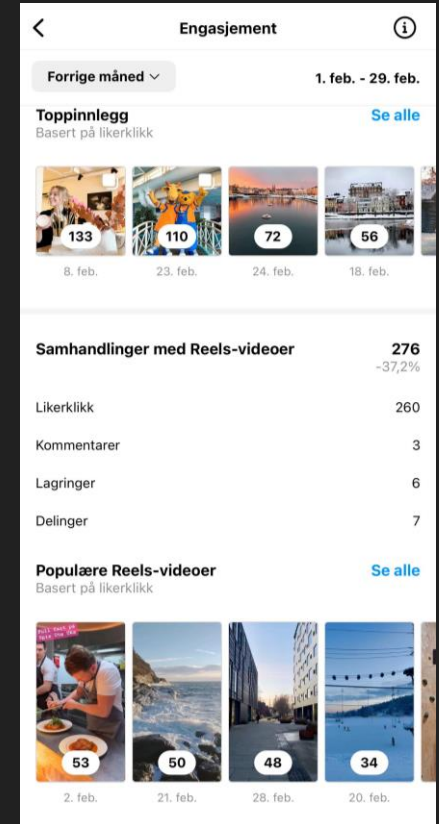 Engasjement
Forrige måned
1. feb. - 29. feb.
Toppinnlegg
Se alle
Basert på likerklikk
133
110
72
56
8. feb.
23. feb.
24. feb.
18. feb.
Samhandlinger med Reels-videoer
276
-37,2%
Likerklikk
260
Kommentarer
3
Lagringer
6
Delinger
7
Populære Reels-videoer
Se alle
Basert på likerklikk
53
50
48
34
2. feb.
21. feb.
28. feb.
20. feb.